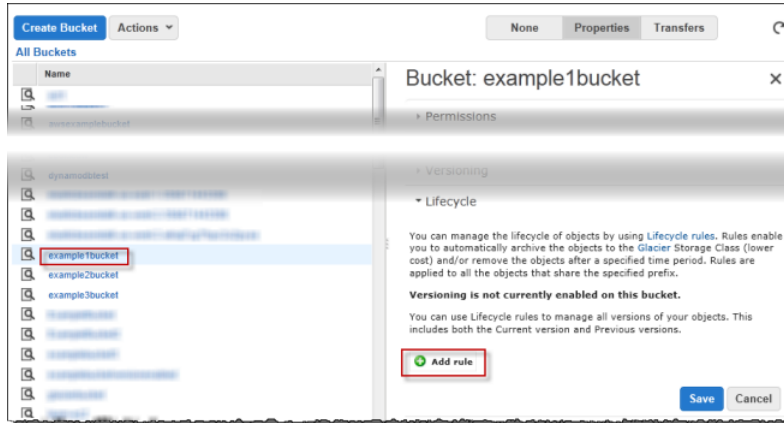 Create Bucket Actions None Properties Transfers
All Buckets
Name
awsexamplebucket
dynamodbtest
example1bucket
example2bucket
example3bucket
Bucket: example1bucket
Permissions
Versioning
Lifecycle
You can manage the lifecycle of objects by using Lifecycle rules. Rules enable
you to automatically archive the objects to the Glacier Storage Class (lower
cost) and/or remove the objects after a specified time period. Rules are
applied to all the objects that share the specified prefix.
Versioning is not currently enabled on this bucket.
You can use Lifecycle rules to manage all versions of your objects. This
includes both the Current version and Previous versions.
Add rule
Save Cancel